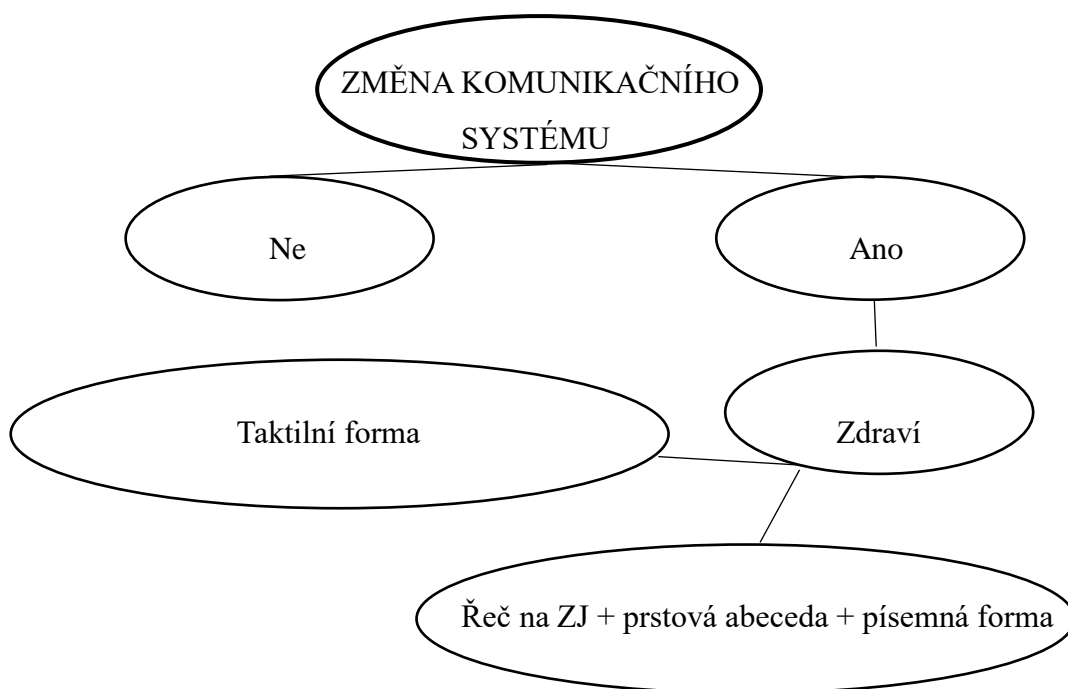 ZMĚNA KOMUNIKAČNÍHO
SYSTÉMU
Ne
Ano
Taktilní forma
Zdraví
Řeč na ZJ + prstová abeceda + písemná forma